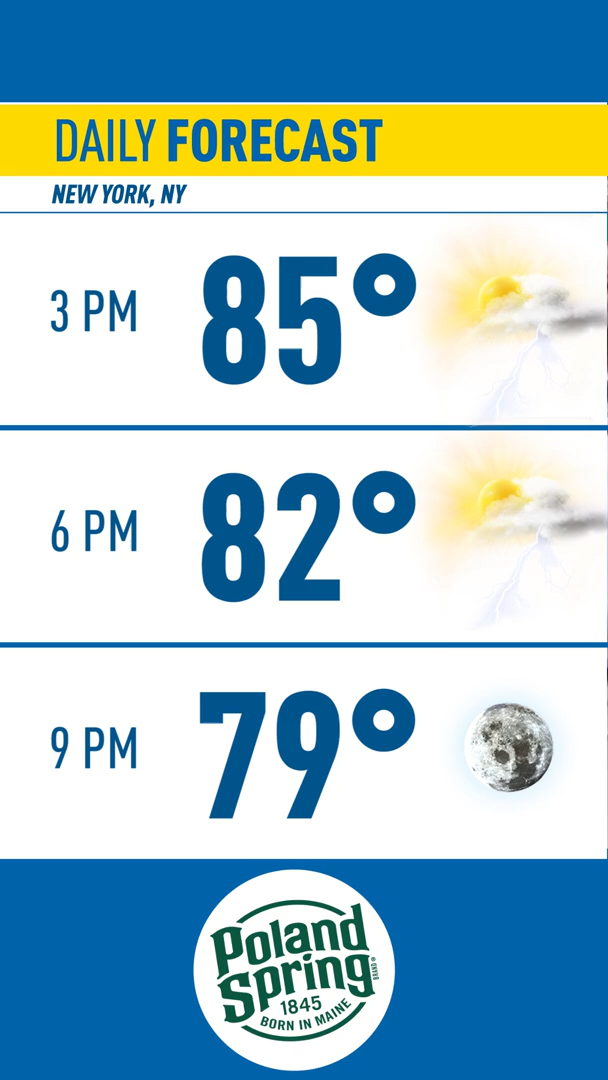 DAILY FORECAST
NEW YORK, NY
3 PM 85°
6 PM 82°
9 PM 79°
Poland
Spring
BRAND®
1845
BORN IN MAINE